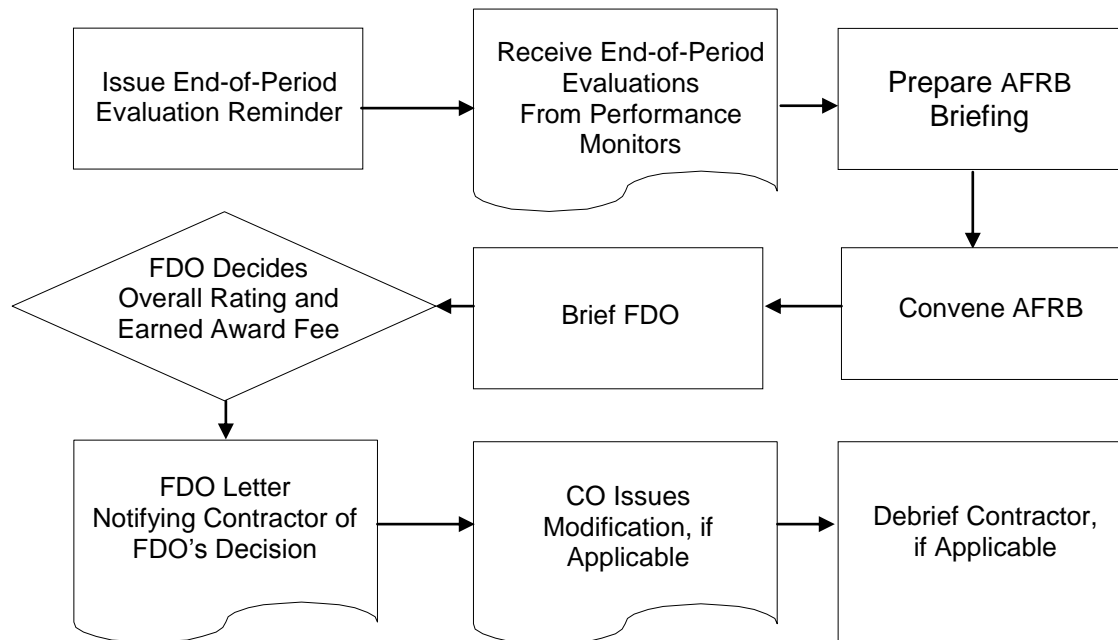 Issue End-of-Period
Evaluation Reminder
Receive End-of-Period
Evaluations
From Performance
Monitors
Prepare AFRB
Briefing
Convene AFRB
Brief FDO
FDO Decides
Overall Rating and
Earned Award Fee
FDO Letter
Notifying Contractor of
FDO’s Decision
CO Issues
Modification, if
Applicable
Debrief Contractor,
if Applicable